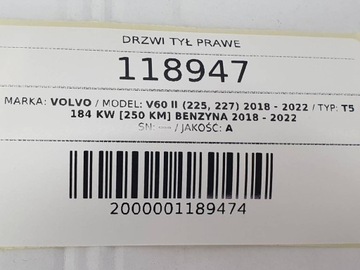 DRZWI TYŁ PRAWE
118947
MARKA: VOLVO / MODEL: V60 II (225, 227) 2018 - 2022 / TYP: T5
184 KW [250 KM] BENZYNA 2018 - 2022
SN: --- / JAKOŚĆ: A
2000001189474